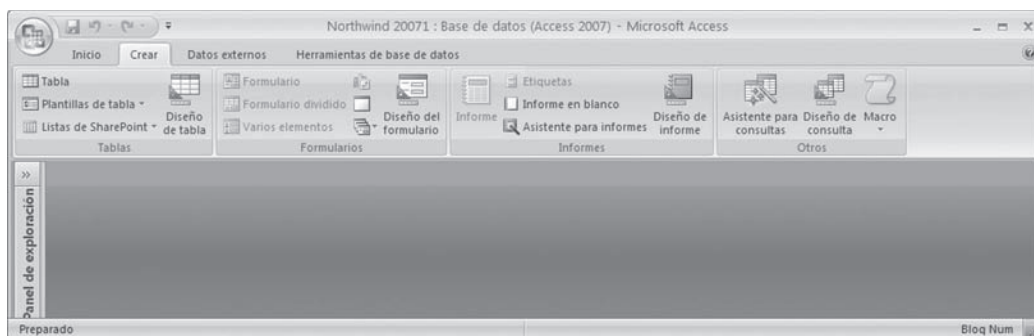 Northwind 20071 : Base de datos (Access 2007) - Microsoft Access
Inicio Crear Datos externos Herramientas de base de datos
Tabla
Plantillas de tabla
Listas de SharePoint
Diseño de tabla
Tablas
Formulario
Formulario dividido
Varios elementos
Diseño del formulario
Formularios
Informe
Etiquetas
Informe en blanco
Asistente para informes
Diseño de informe
Informes
Asistente para consultas
Diseño de consulta
Macro
Otros
Panel de exploración
Preparado
Bloq Num